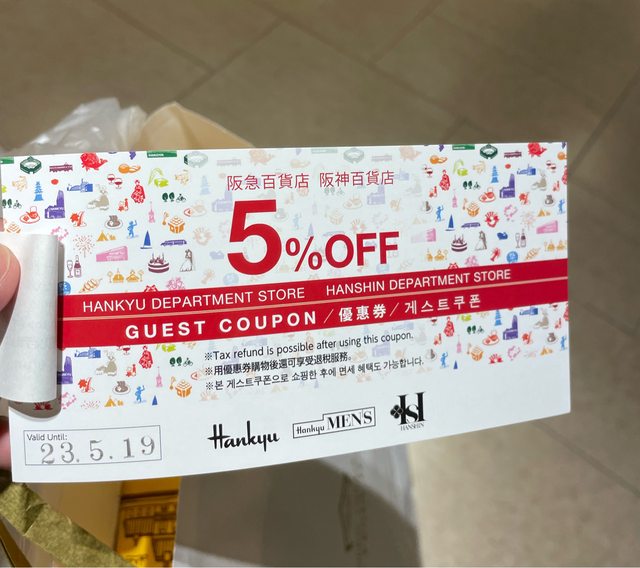 阪急百貨店 阪神百貨店
5%OFF
HANKYU DEPARTMENT STORE HANSHIN DEPARTMENT STORE
GUEST COUPON / 優惠券 / 게스트쿠폰
※Tax refund is possible after using this coupon.
※用優惠券購物後還可享受退稅服務。
※본 게스트쿠폰으로 쇼핑한 후에 면세 혜택도 가능합니다.
Valid Until:
23.5.19
Hankyu
Hankyu MEN'S
HANSHIN